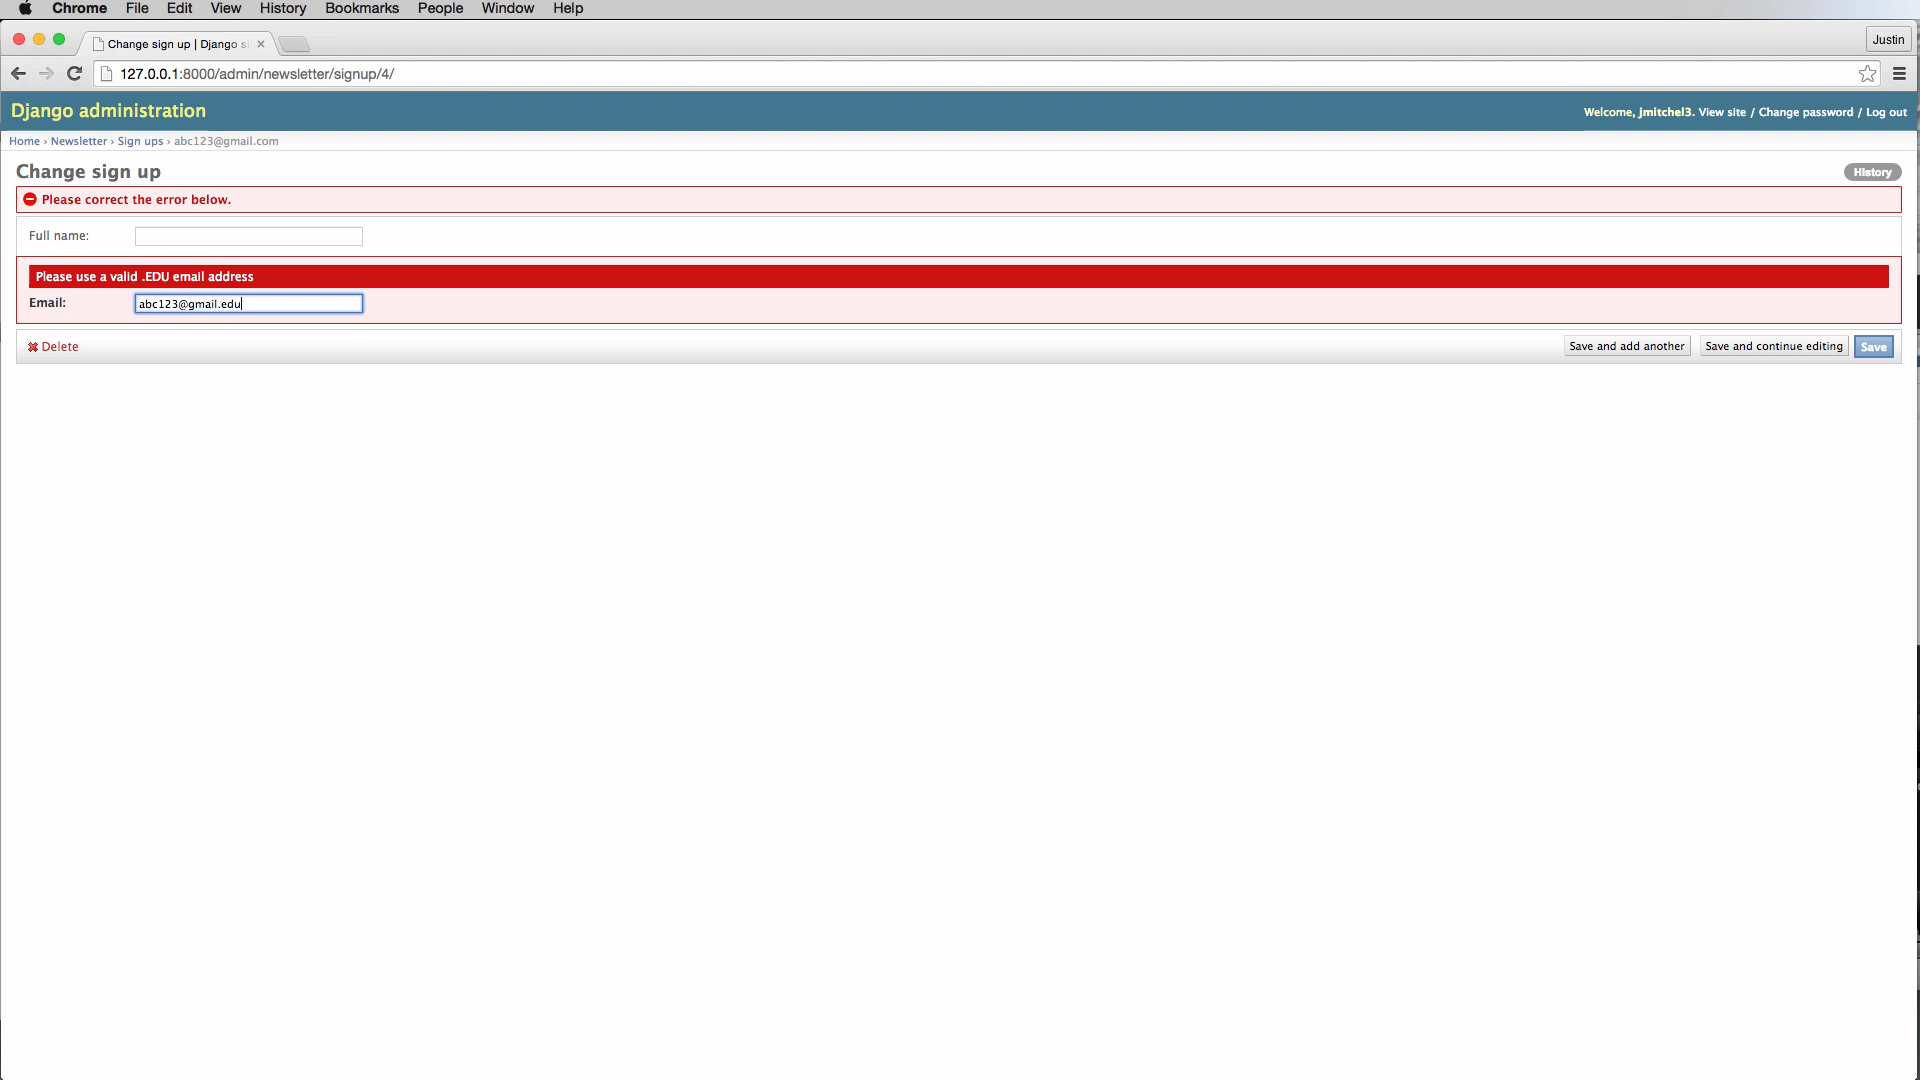 Chrome File Edit View History Bookmarks People Window Help
Change sign up | Django s
Justin
127.0.0.1:8000/admin/newsletter/signup/4/
Django administration
Welcome, jmitchel3. View site / Change password / Log out
Home › Newsletter › Sign ups › abc123@gmail.com
Change sign up
History
Please correct the error below.
Full name:
Please use a valid .EDU email address
Email: abc123@gmail.edu
Delete
Save and add another Save and continue editing Save